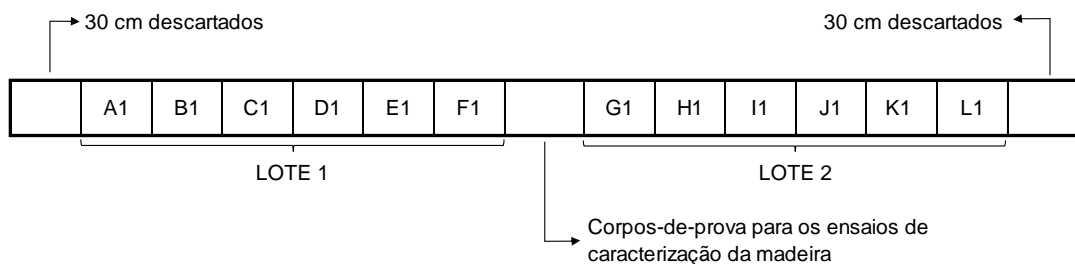 30 cm descartados
30 cm descartados
A1 B1 C1 D1 E1 F1 G1 H1 I1 J1 K1 L1
LOTE 1
LOTE 2
Corpos-de-prova para os ensaios de
caracterização da madeira